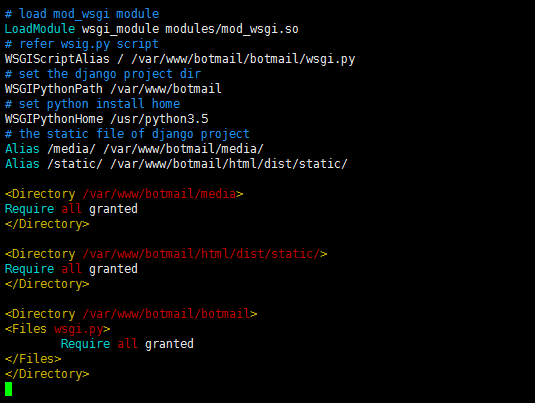 # load mod_wsgi module
LoadModule wsgi_module modules/mod_wsgi.so
# refer wsig.py script
WSGIScriptAlias / /var/www/botmail/botmail/wsgi.py
# set the django project dir
WSGIPythonPath /var/www/botmail
# set python install home
WSGIPythonHome /usr/python3.5
# the static file of django project
Alias /media/ /var/www/botmail/media/
Alias /static/ /var/www/botmail/html/dist/static/
<Directory /var/www/botmail/media>
Require all granted
</Directory>
<Directory /var/www/botmail/html/dist/static/>
Require all granted
</Directory>
<Directory /var/www/botmail/botmail>
<Files wsgi.py>
Require all granted
</Files>
</Directory>